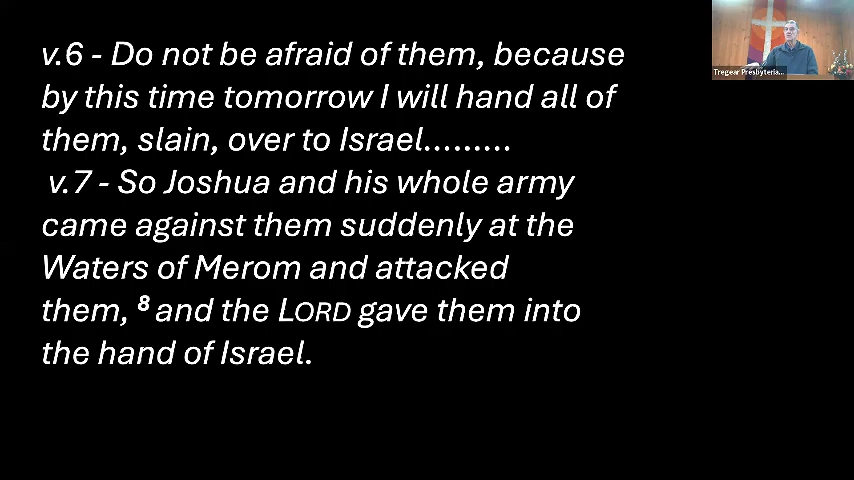 v.6 - Do not be afraid of them, because
by this time tomorrow I will hand all of
them, slain, over to Israel.........
v.7 - So Joshua and his whole army
came against them suddenly at the
Waters of Merom and attacked
them, 8 and the LORD gave them into
the hand of Israel.
Tregear Presbyteria...